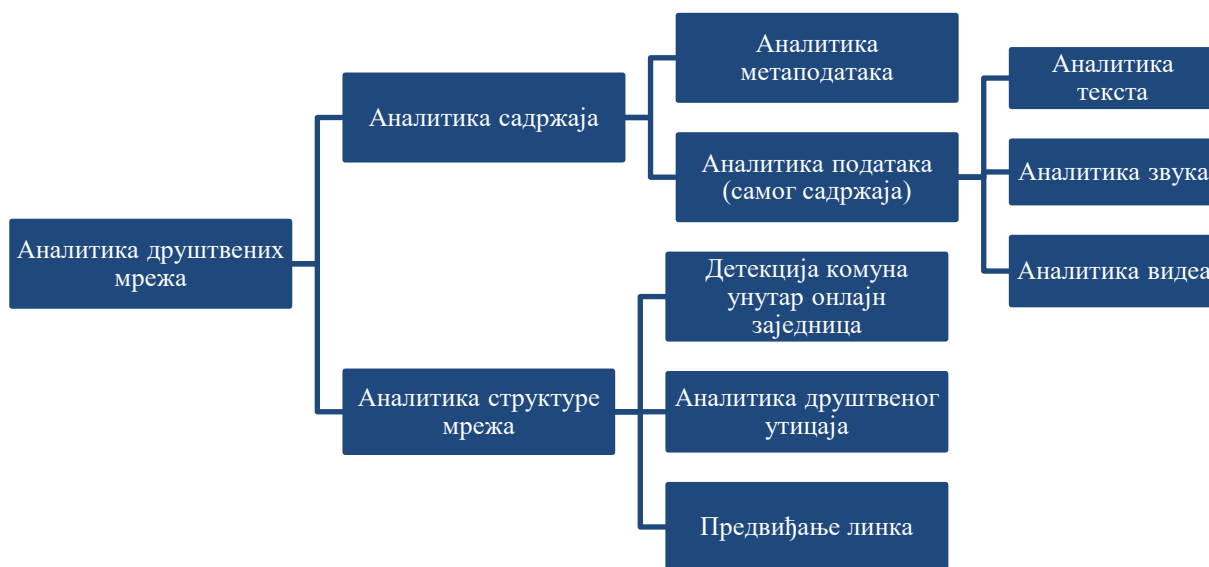 Аналитика друштвених
мрежа
Аналитика садржаја
Аналитика
метаподатака
Аналитика података
(самог садржаја)
Аналитика
текста
Аналитика звука
Аналитика видеа
Аналитика структуре
мрежа
Детекција комуна
унутар онлајн
заједница
Аналитика друштвеног
утицаја
Предвиђање линка